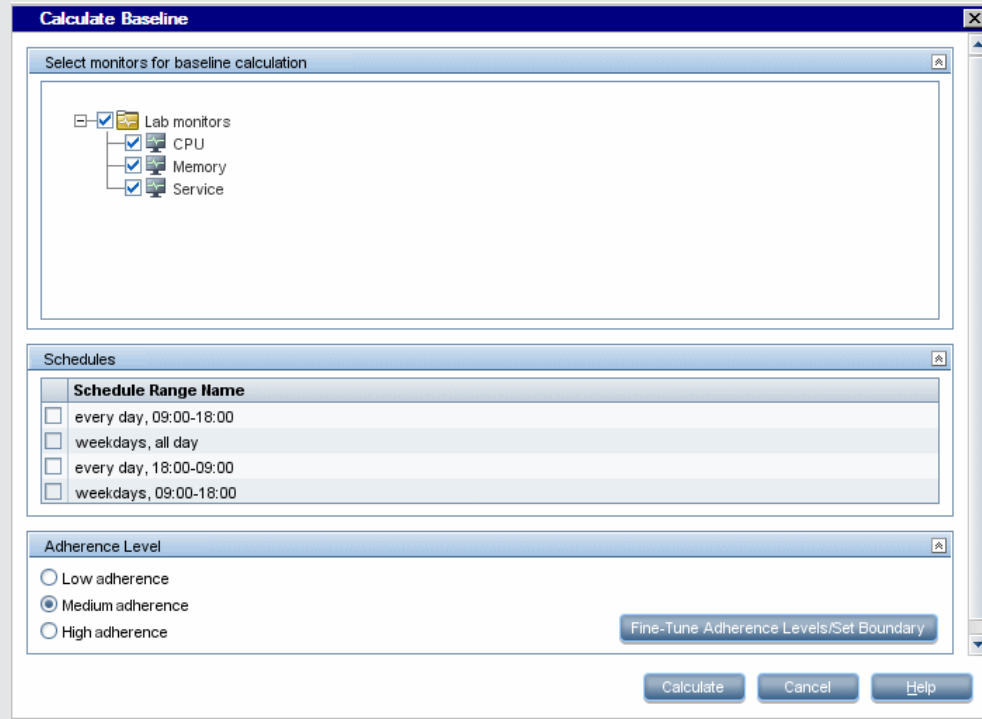 Calculate Baseline
Select monitors for baseline calculation
Lab monitors
CPU
Memory
Service
Schedules
Schedule Range Name
every day, 09:00-18:00
weekdays, all day
every day, 18:00-09:00
weekdays, 09:00-18:00
Adherence Level
Low adherence
Medium adherence
High adherence
Fine-Tune Adherence Levels/Set Boundary
Calculate Cancel Help